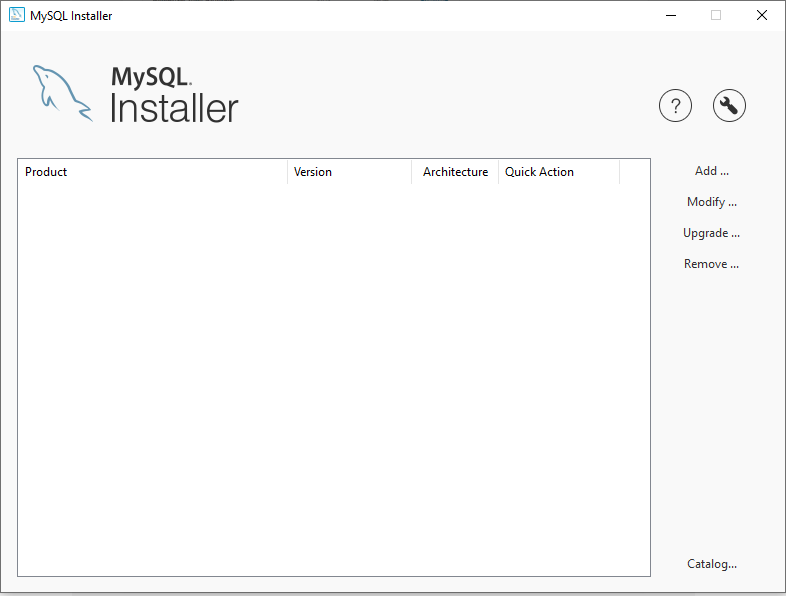 MySQL Installer
MySQL.
Installer
?
Product Version Architecture Quick Action
Add ...
Modify ...
Upgrade ...
Remove ...
Catalog...